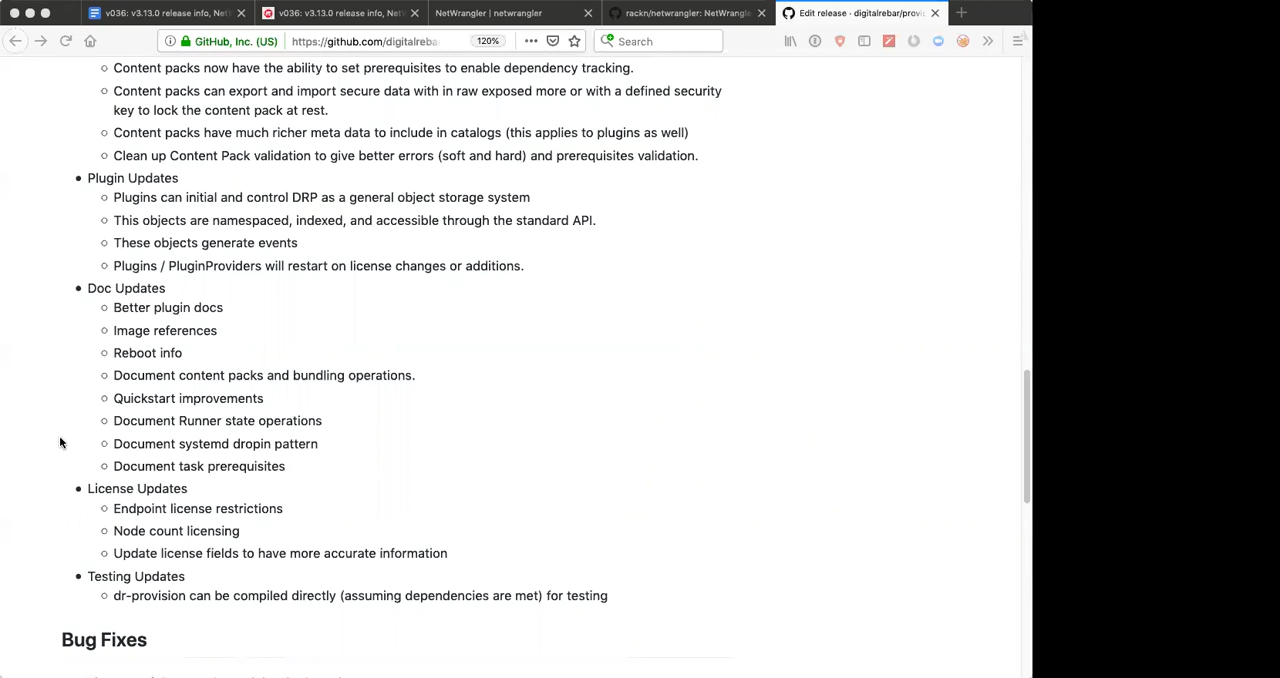 v036: v3.13.0 release info, Net
v036: v3.13.0 release info, Net
NetWrangler | netwrangler
rackn/netwrangler: NetWrangle
Edit release · digitalrebar/provi
GitHub, Inc. (US)
https://github.com/digitalreba
120%
Search
Content packs now have the ability to set prerequisites to enable dependency tracking.
Content packs can export and import secure data with in raw exposed more or with a defined security
key to lock the content pack at rest.
Content packs have much richer meta data to include in catalogs (this applies to plugins as well)
Clean up Content Pack validation to give better errors (soft and hard) and prerequisites validation.
Plugin Updates
Plugins can initial and control DRP as a general object storage system
This objects are namespaced, indexed, and accessible through the standard API.
These objects generate events
Plugins / PluginProviders will restart on license changes or additions.
Doc Updates
Better plugin docs
Image references
Reboot info
Document content packs and bundling operations.
Quickstart improvements
Document Runner state operations
Document systemd dropin pattern
Document task prerequisites
License Updates
Endpoint license restrictions
Node count licensing
Update license fields to have more accurate information
Testing Updates
dr-provision can be compiled directly (assuming dependencies are met) for testing
Bug Fixes